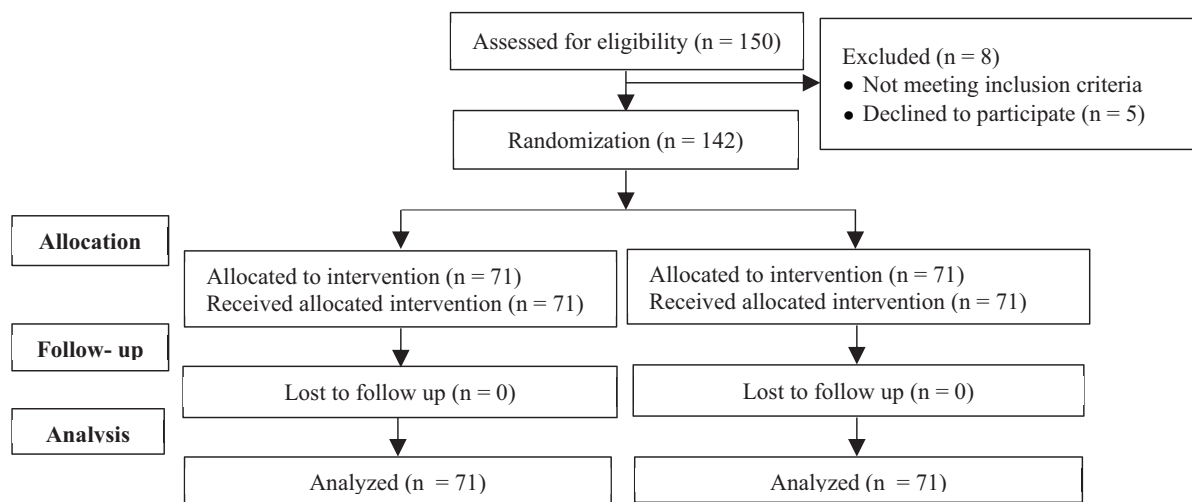 Assessed for eligibility (n = 150)
Excluded (n = 8)
● Not meeting inclusion criteria
● Declined to participate (n = 5)
Randomization (n = 142)
Allocation
Allocated to intervention (n = 71)
Received allocated intervention (n = 71)
Allocated to intervention (n = 71)
Received allocated intervention (n = 71)
Follow- up
Lost to follow up (n = 0)
Lost to follow up (n = 0)
Analysis
Analyzed (n = 71)
Analyzed (n = 71)